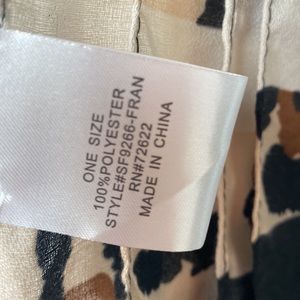 ONE SIZE
100%POLYESTER
STYLE#SF9266-FRAN
RN#72622
MADE IN CHINA